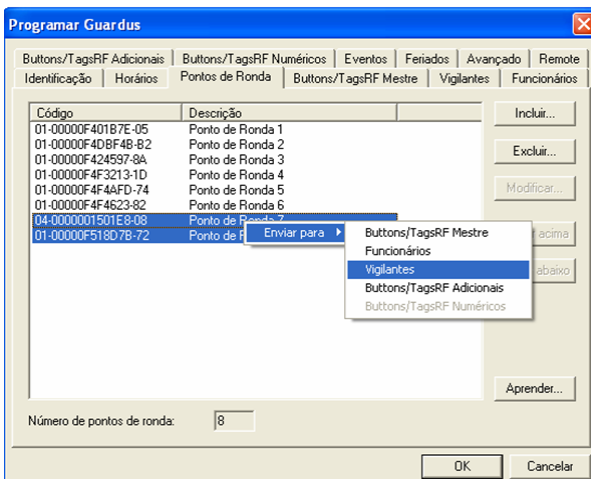 Programar Guardus
Buttons/TagsRF Adicionais Buttons/TagsRF Numéricos Eventos Feriados Avançado Remote
Identificação Horários Pontos de Ronda Buttons/TagsRF Mestre Vigilantes Funcionários
Código Descrição
01-00000F401B7E-05 Ponto de Ronda 1
01-00000F4DBF4B-B2 Ponto de Ronda 2
01-00000F424597-8A Ponto de Ronda 3
01-00000F4F3213-1D Ponto de Ronda 4
01-00000F4F4AFD-74 Ponto de Ronda 5
01-00000F4F4623-82 Ponto de Ronda 6
04-0000001501E8-08 Ponto de Ronda 7
01-00000F518D7B-72 Ponto de
Enviar para
Buttons/TagsRF Mestre
Funcionários
Vigilantes
Buttons/TagsRF Adicionais
Buttons/TagsRF Numéricos
Incluir...
Excluir...
Modificar...
acima
abaixo
Aprender...
Número de pontos de ronda: 8
OK Cancelar